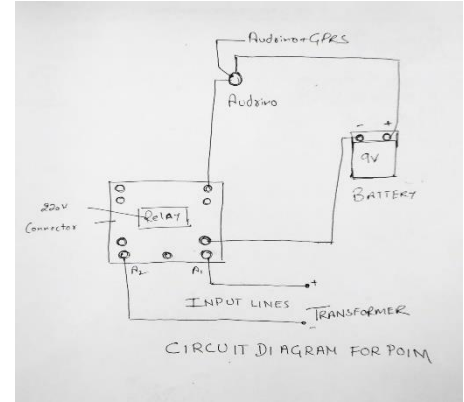 Audrino+GPRS
Audrino
- +
9V
BATTERY
220V
Connector
RELAY
A2 A1
+
INPUT LINES
TRANSFORMER
-
CIRCUIT DIAGRAM FOR POIM